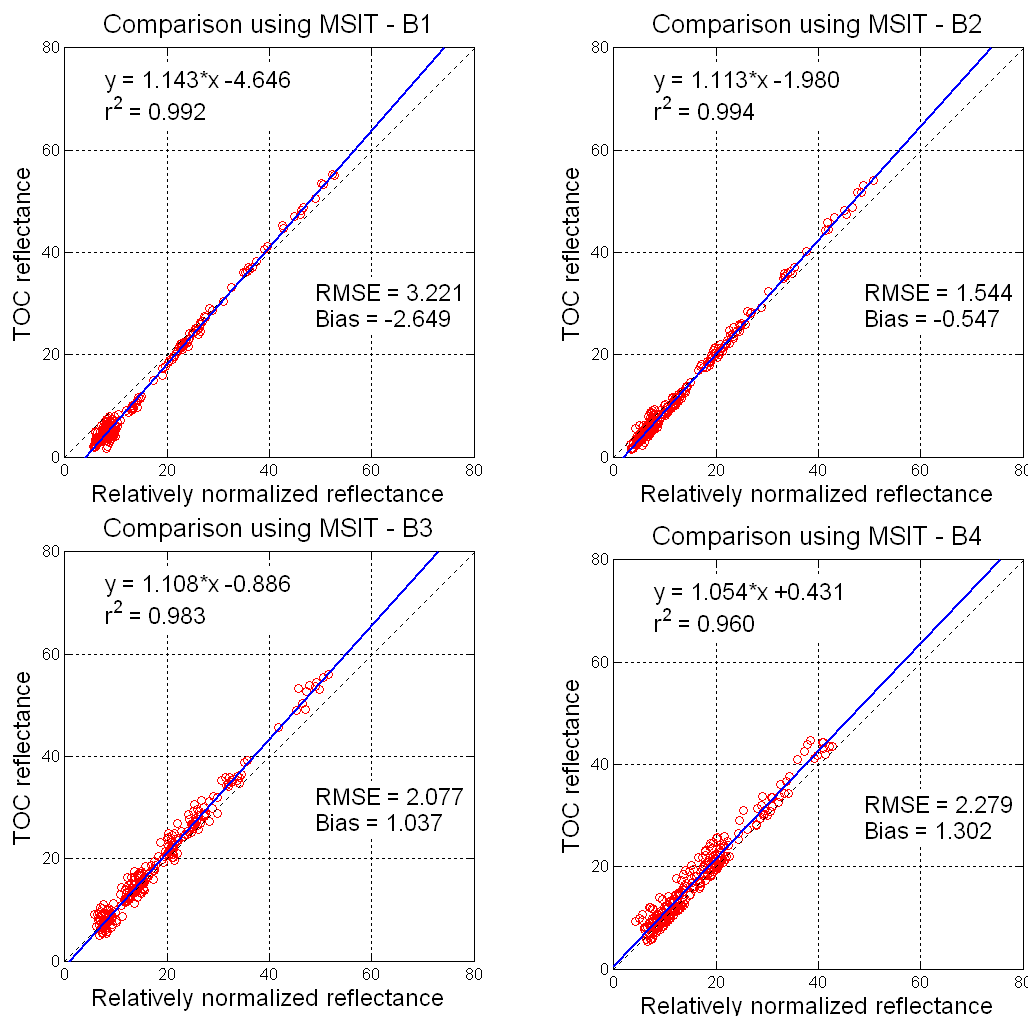 Comparison using MSIT - B1
y = 1.143*x -4.646
r² = 0.992
RMSE = 3.221
Bias = -2.649
80
60
40
20
0
0 20 40 60 80
TOC reflectance
Relatively normalized reflectance
Comparison using MSIT - B2
y = 1.113*x -1.980
r² = 0.994
RMSE = 1.544
Bias = -0.547
80
60
40
20
0
0 20 40 60 80
TOC reflectance
Relatively normalized reflectance
Comparison using MSIT - B3
y = 1.108*x -0.886
r² = 0.983
RMSE = 2.077
Bias = 1.037
80
60
40
20
0
0 20 40 60 80
TOC reflectance
Relatively normalized reflectance
Comparison using MSIT - B4
y = 1.054*x +0.431
r² = 0.960
RMSE = 2.279
Bias = 1.302
80
60
40
20
0
0 20 40 60 80
TOC reflectance
Relatively normalized reflectance